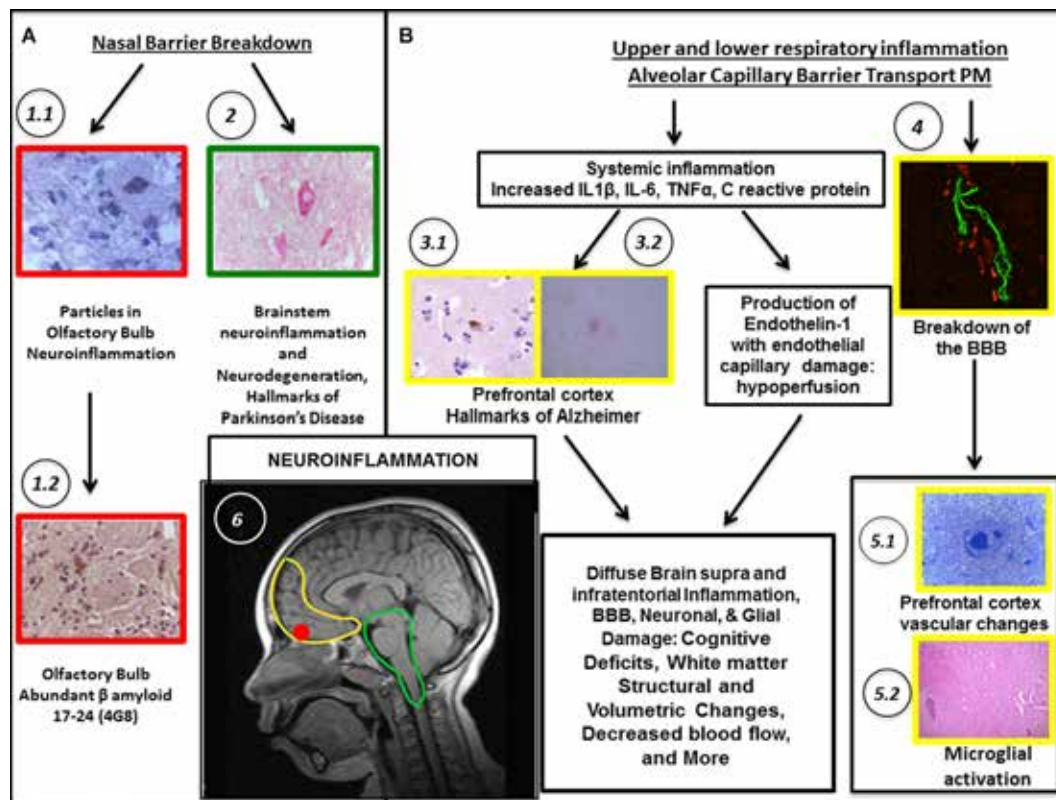 A
Nasal Barrier Breakdown
1.1
2
Particles in
Olfactory Bulb
Neuroinflammation
Brainstem
neuroinflammation
and
Neurodegeneration,
Hallmarks of
Parkinson's Disease
1.2
Olfactory Bulb
Abundant β amyloid
17-24 (4G8)
B
Upper and lower respiratory inflammation
Alveolar Capillary Barrier Transport PM
4
Systemic inflammation
Increased IL1β, IL-6, TNFα, C reactive protein
3.1
3.2
Prefrontal cortex
Hallmarks of Alzheimer
Production of
Endothelin-1
with endothelial
capillary damage:
hypoperfusion
Breakdown of
the BBB
NEUROINFLAMMATION
6
Diffuse Brain supra and
infratentorial Inflammation,
BBB, Neuronal, & Glial
Damage: Cognitive
Deficits, White matter
Structural and
Volumetric Changes,
Decreased blood flow,
and More
5.1
Prefrontal cortex
vascular changes
5.2
Microglial
activation